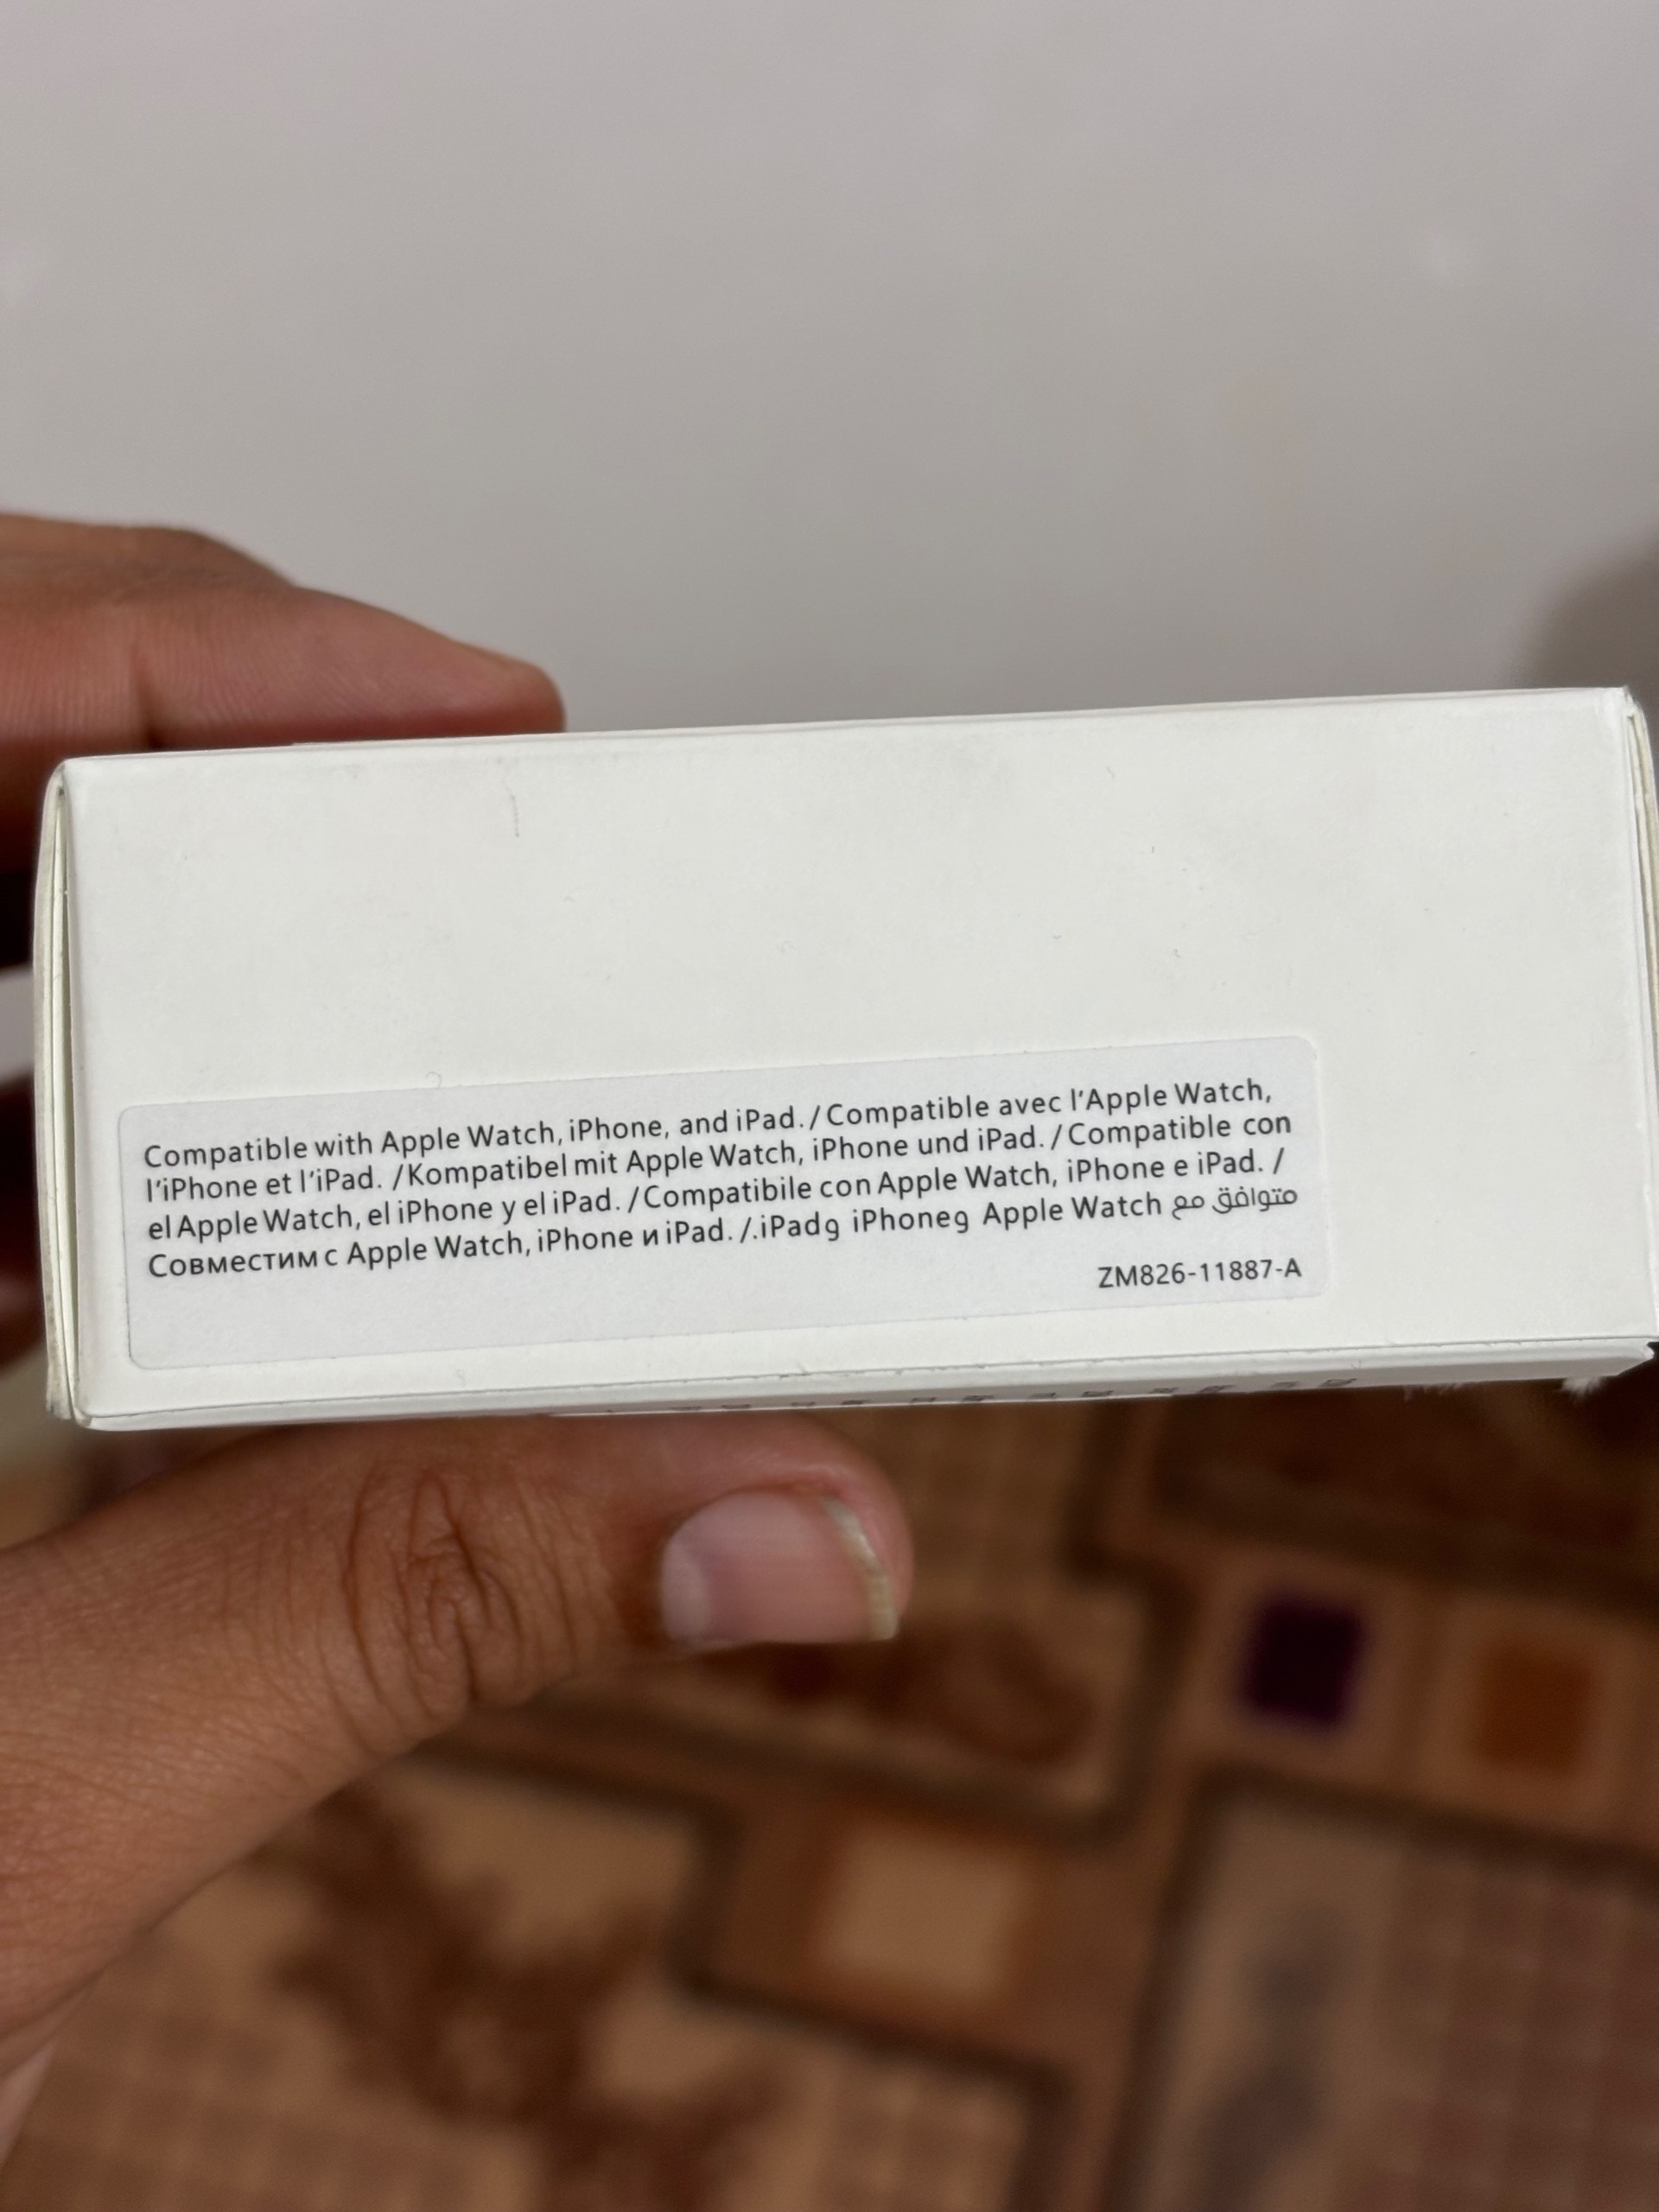 Compatible with Apple Watch, iPhone, and iPad. / Compatible avec l'Apple Watch,
l'iPhone et l'iPad. / Kompatibel mit Apple Watch, iPhone und iPad. / Compatible con
el Apple Watch, el iPhone y el iPad. / Compatibile con Apple Watch, iPhone e iPad. /
Совместим с Apple Watch, iPhone и iPad. / متوافق مع Apple Watch وiPhone وiPad.
ZM826-11887-A